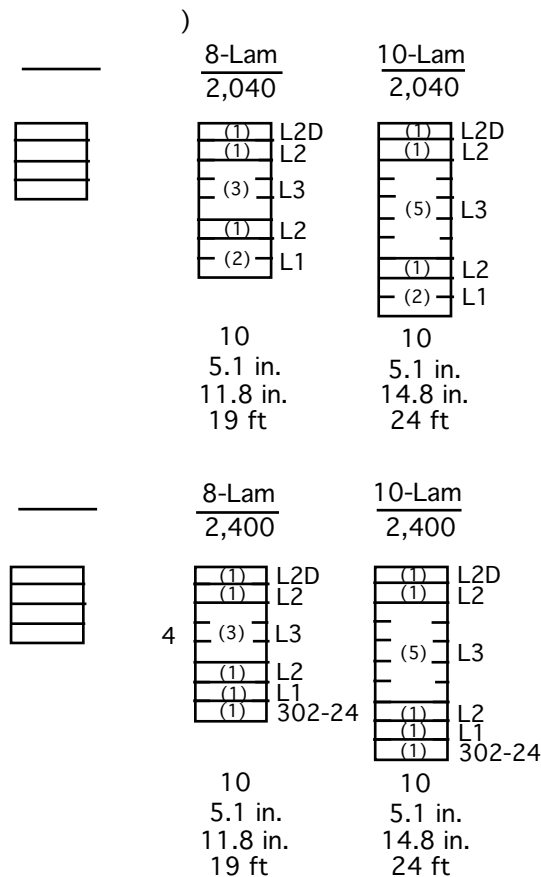 )
8-Lam 10-Lam
2,040 2,040
(1) L2D (1) L2D
(1) L2 (1) L2
(3) L3 (5) L3
(1) L2 (1) L2
(2) L1 (2) L1
10 10
5.1 in. 5.1 in.
11.8 in. 14.8 in.
19 ft 24 ft
8-Lam 10-Lam
2,400 2,400
(1) L2D (1) L2D
(1) L2 (1) L2
4 (3) L3 (5) L3
(1) L2 (1) L2
(1) L1 (1) L1
(1) 302-24 (1) 302-24
10 10
5.1 in. 5.1 in.
11.8 in. 14.8 in.
19 ft 24 ft